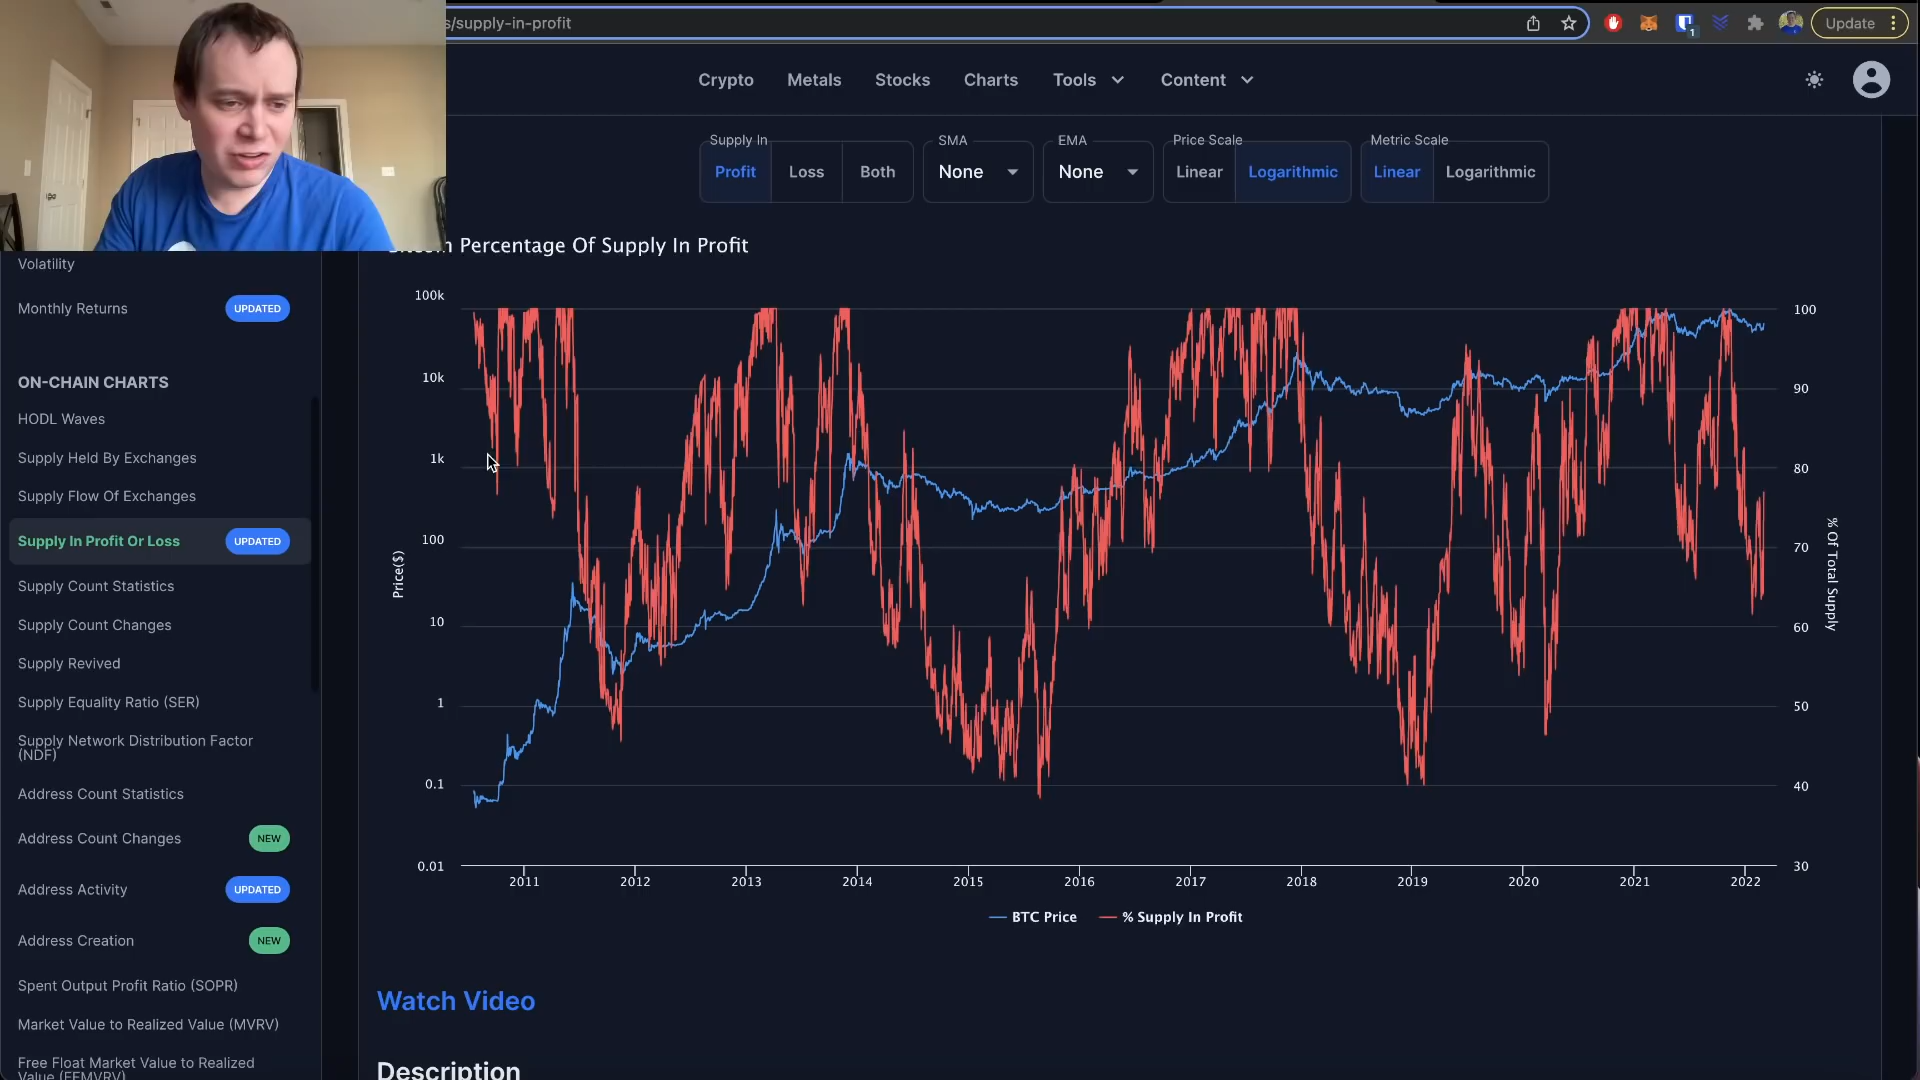 s/supply-in-profit
1
Update
Crypto
Metals
Stocks
Charts
Tools
Content
Supply In
Profit
Loss
Both
SMA
None
EMA
None
Price Scale
Linear
Logarithmic
Metric Scale
Linear
Logarithmic
Volatility
Monthly Returns
UPDATED
ON-CHAIN CHARTS
HODL Waves
Supply Held By Exchanges
Supply Flow Of Exchanges
Supply In Profit Or Loss
UPDATED
Supply Count Statistics
Supply Count Changes
Supply Revived
Supply Equality Ratio (SER)
Supply Network Distribution Factor
(NDF)
Address Count Statistics
Address Count Changes
NEW
Address Activity
UPDATED
Address Creation
NEW
Spent Output Profit Ratio (SOPR)
Market Value to Realized Value (MVRV)
Free Float Market Value to Realized
Value (FFMVRV)
Bitcoin Percentage Of Supply In Profit
100k
10k
1k
100
10
1
0.1
0.01
Price($)
100
90
80
70
60
50
40
30
% Of Total Supply
2011
2012
2013
2014
2015
2016
2017
2018
2019
2020
2021
2022
BTC Price
% Supply In Profit
Watch Video
Description